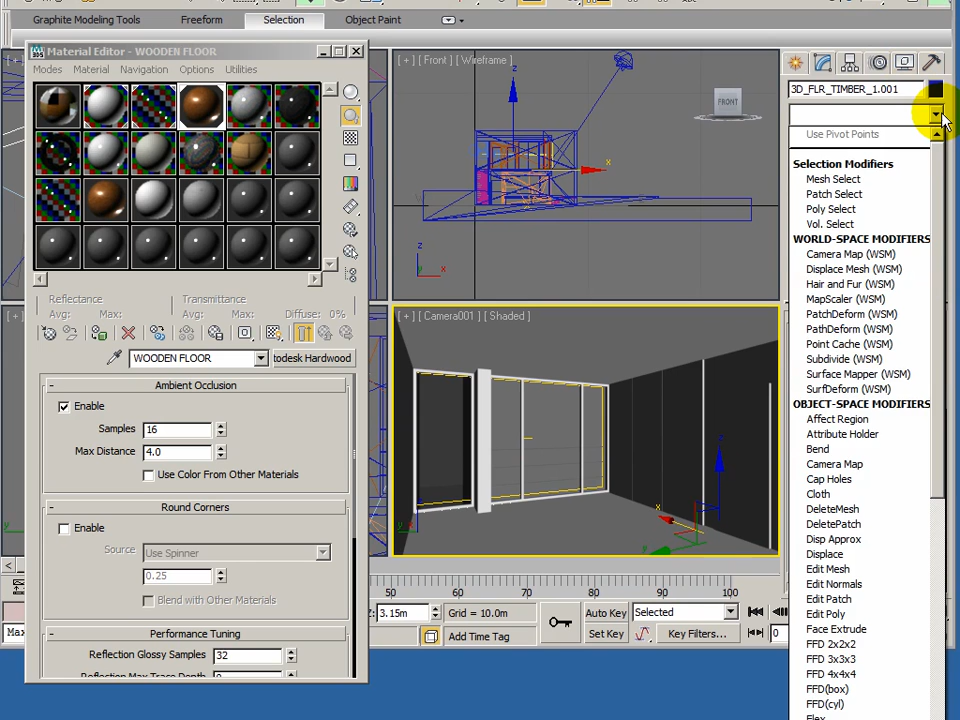 Graphite Modeling Tools
Freeform
Selection
Object Paint
Material Editor - WOODEN FLOOR
Modes
Material
Navigation
Options
Utilities
Reflectance
Avg:
Max:
Transmittance
Avg:
Max:
Diffuse: 0%
WOODEN FLOOR
todesk Hardwood
Ambient Occlusion
Enable
Samples
16
Max Distance
4.0
Use Color From Other Materials
Round Corners
Enable
Source
Use Spinner
0.25
Blend with Other Materials
Performance Tuning
Reflection Glossy Samples
32
[ + ] [ Front ] [ Wireframe ]
z
x
FRONT
z
x
[ + ] [ Camera001 ] [ Shaded ]
z
x
y
50
60
70
80
90
100
Z: 3.15m
Grid = 10.0m
Add Time Tag
Auto Key
Selected
Set Key
Key Filters...
0
Max
3D_FLR_TIMBER_1.001
Use Pivot Points
Selection Modifiers
Mesh Select
Patch Select
Poly Select
Vol. Select
WORLD-SPACE MODIFIERS
Camera Map (WSM)
Displace Mesh (WSM)
Hair and Fur (WSM)
MapScaler (WSM)
PatchDeform (WSM)
PathDeform (WSM)
Point Cache (WSM)
Subdivide (WSM)
Surface Mapper (WSM)
SurfDeform (WSM)
OBJECT-SPACE MODIFIERS
Affect Region
Attribute Holder
Bend
Camera Map
Cap Holes
Cloth
DeleteMesh
DeletePatch
Disp Approx
Displace
Edit Mesh
Edit Normals
Edit Patch
Edit Poly
Face Extrude
FFD 2x2x2
FFD 3x3x3
FFD 4x4x4
FFD(box)
FFD(cyl)